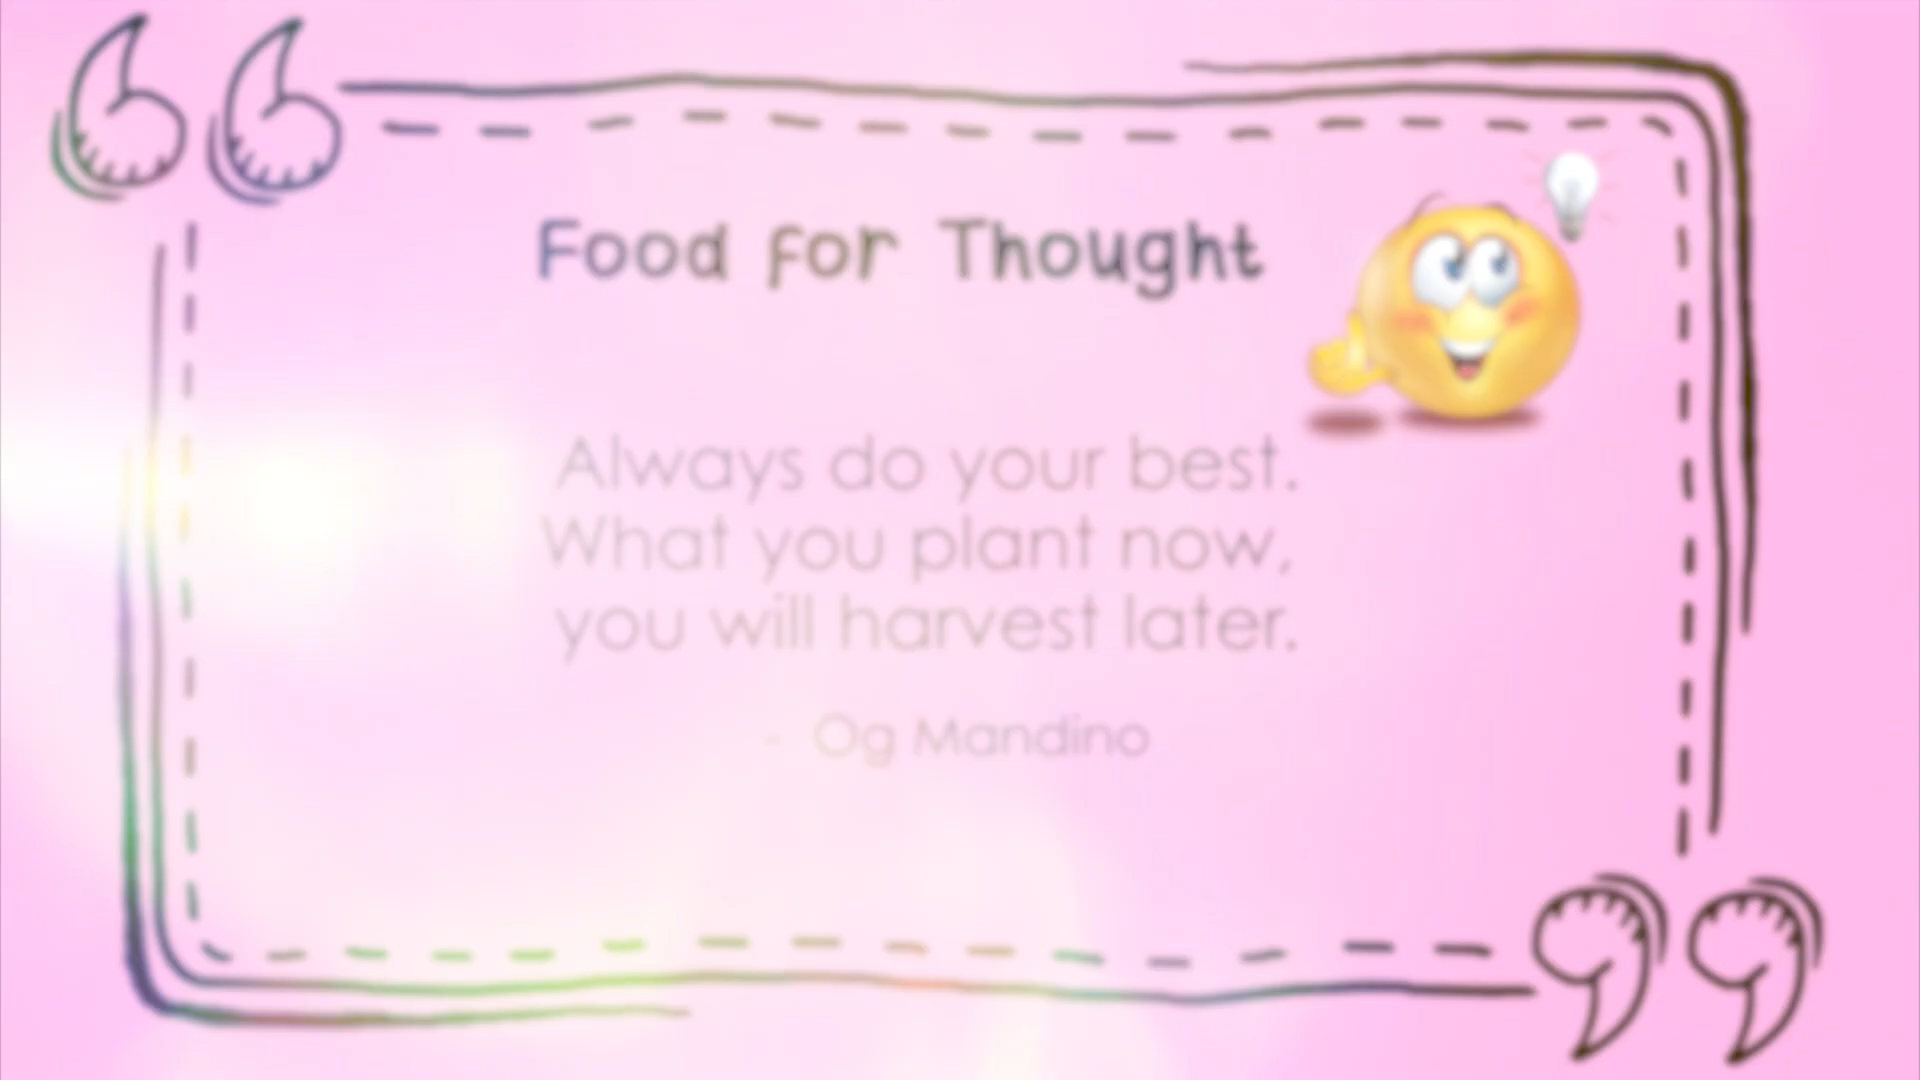 Food for Thought
Always do your best.
What you plant now,
you will harvest later.
- Og Mandino